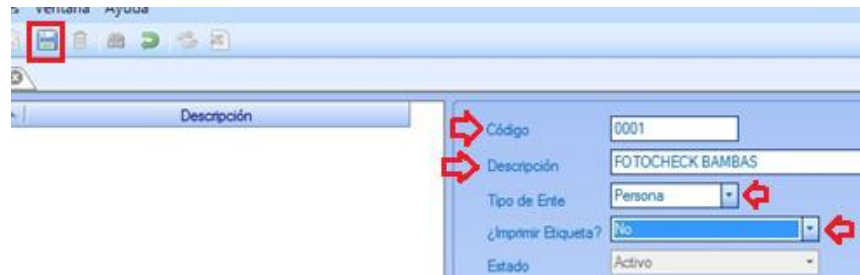 Ventana Ayuda
Descripción
Código 0001
Descripción FOTOCHECK BAMBAS
Tipo de Ente Persona
¿Imprimir Etiqueta? No
Estado Activo